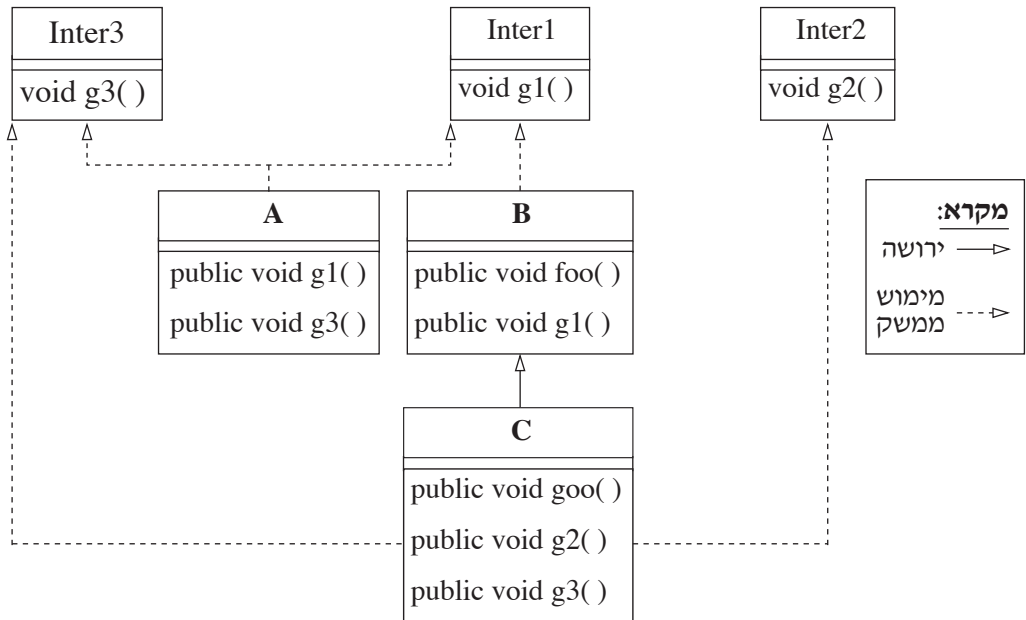 Inter3
void g3( )
Inter1
void g1( )
Inter2
void g2( )
A
public void g1( )
public void g3( )
B
public void foo( )
public void g1( )
C
public void goo( )
public void g2( )
public void g3( )
מקרא:
ירושה
מימוש
ממשק